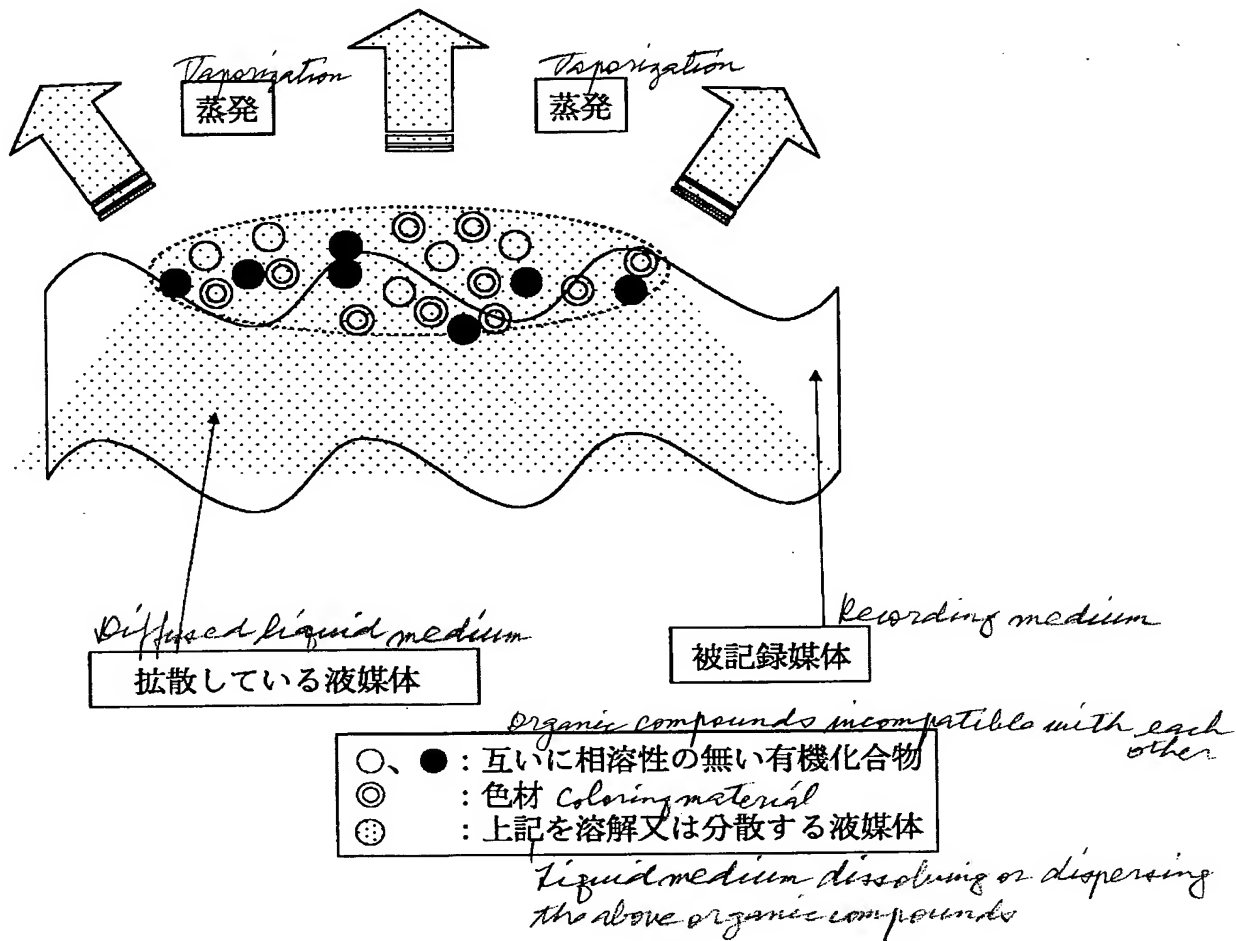 Vaporization
蒸発
Vaporization
蒸発
Diffused liquid medium
拡散している液媒体
Recording medium
被記録媒体
organic compounds incompatible with each
other
○、●：互いに相溶性の無い有機化合物
◎：色材 Coloring material
：上記を溶解又は分散する液媒体
Liquid medium dissolving or dispersing
the above organic compounds